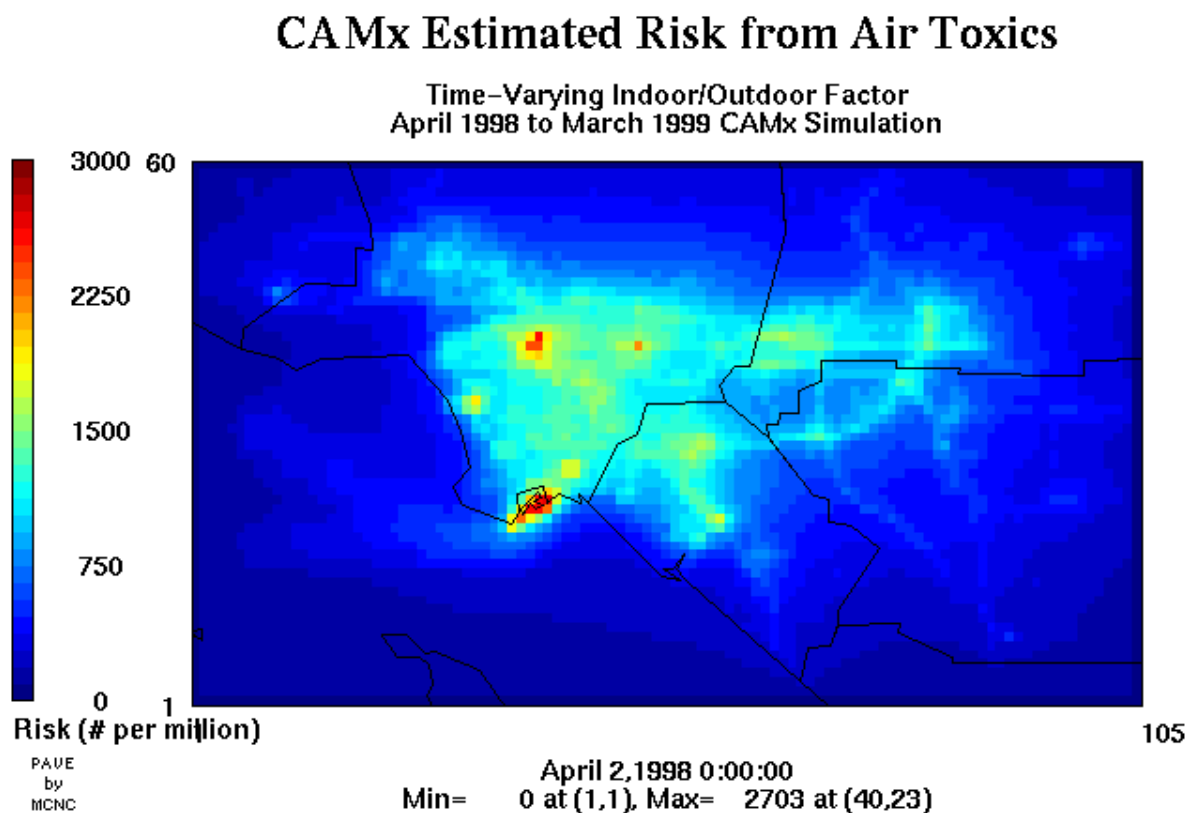 CAMx Estimated Risk from Air Toxics
Time-Varying Indoor/Outdoor Factor
April 1998 to March 1999 CAMx Simulation
3000
2250
1500
750
0
Risk (# per million)
60
1
1
105
PAVE
by
MCNC
April 2,1998 0:00:00
Min= 0 at (1,1), Max= 2703 at (40,23)